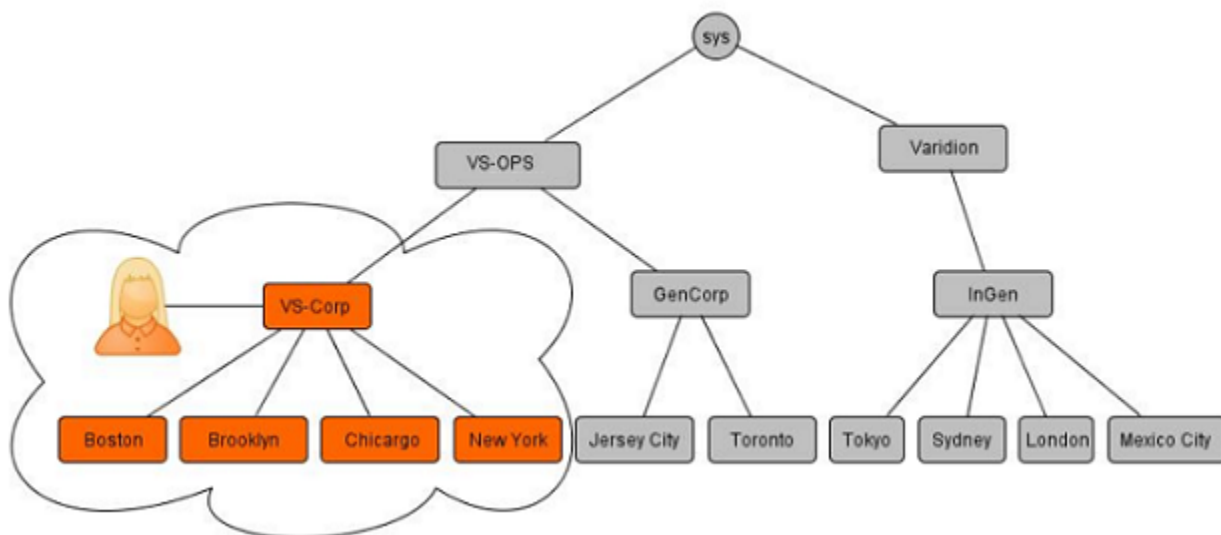 sys
VS-OPS
Varidion
VS-Corp
GenCorp
InGen
Boston
Brooklyn
Chicargo
New York
Jersey City
Toronto
Tokyo
Sydney
London
Mexico City